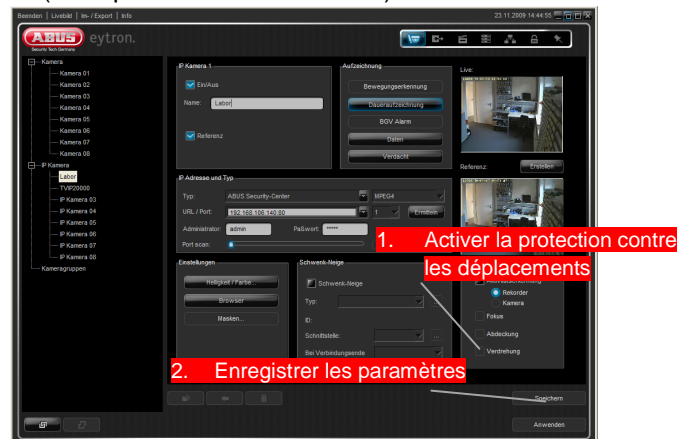 Beenden | Livebild | Im- / Export | Info
23.11.2009 14:44:55
ABUS
Security Tech Germany
eytron.
Kamera
Kamera 01
Kamera 02
Kamera 03
Kamera 04
Kamera 05
Kamera 06
Kamera 07
Kamera 08
IP Kamera
Labor
TVIP20000
IP Kamera 03
IP Kamera 04
IP Kamera 05
IP Kamera 06
IP Kamera 07
IP Kamera 08
Kameragruppen
IP Kamera 1
Ein/Aus
Name: Labor
Referenz
Aufzeichnung
Bewegungserkennung
Daueraufzeichnung
BGV Alarm
Daten
Verdacht
Live:
Referenz:
Erstellen
IP Adresse und Typ
Typ: ABUS Security-Center MPEG4
URL / Port: 192.168.106.140:80 1 Ermitteln
Administrator: admin Paßwort: *****
Port scan:
1. Activer la protection contre
les déplacements
Einstellungen
Helligkeit / Farbe...
Browser
Masken...
Schwenk-Neige
Schwenk-Neige
Typ:
ID:
Schnittstelle:
Bei Verbindungsende
Rekorder
Kamera
Fokus
Abdeckung
Verdrehung
2. Enregistrer les paramètres
Speichern
Anwenden